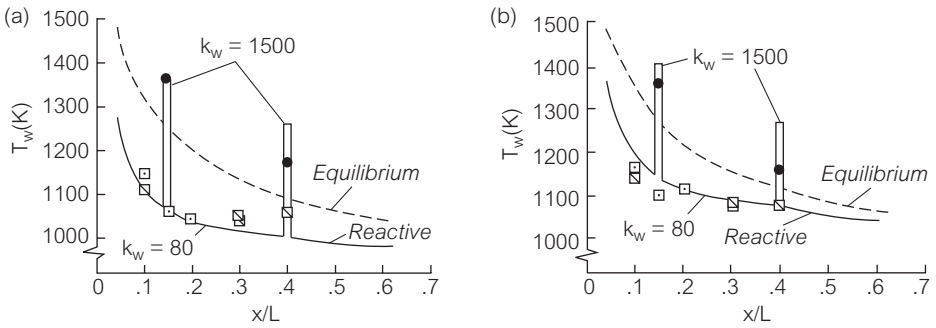 (a)
1500
1400
1300
1200
1100
1000
T_w(K)
k_w = 1500
Equilibrium
Reactive
k_w = 80
0 .1 .2 .3 .4 .5 .6 .7
x/L
(b)
1500
1400
1300
1200
1100
1000
T_w(K)
k_w = 1500
Equilibrium
k_w = 80
Reactive
0 .1 .2 .3 .4 .5 .6 .7
x/L